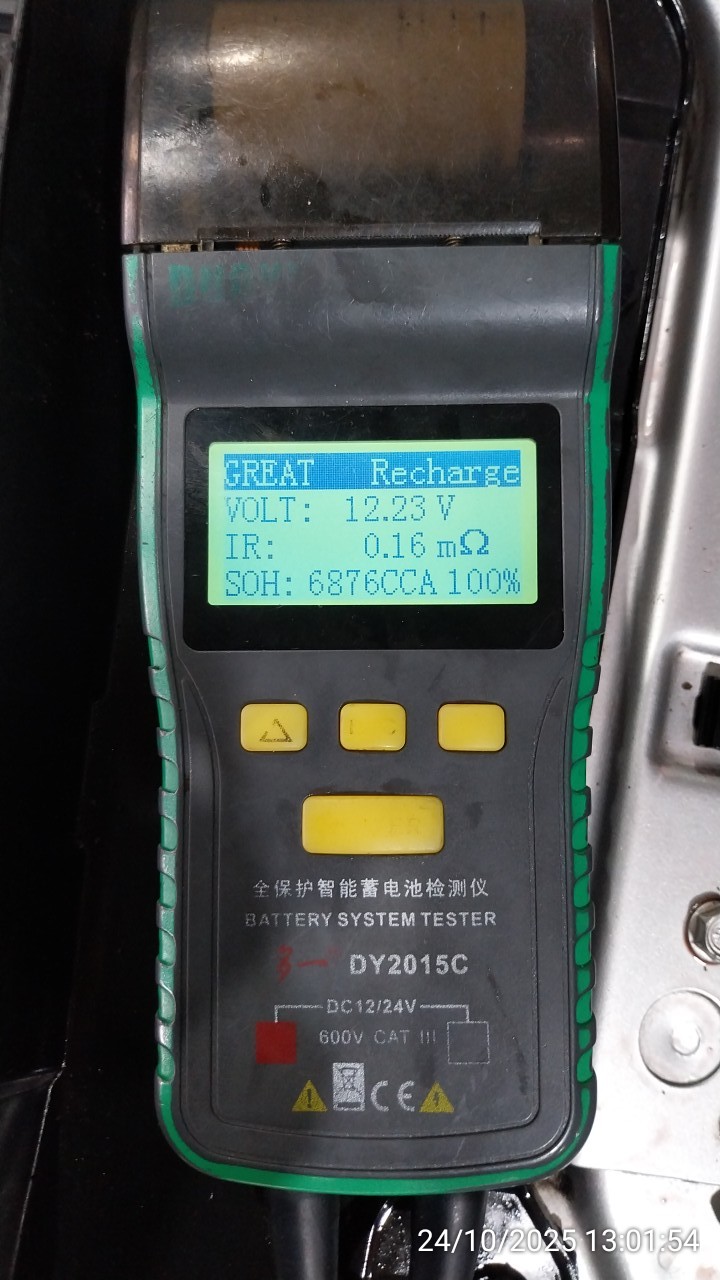 GREAT Recharge
VOLT: 12.23 V
IR: 0.16 mΩ
SOH: 6876CCA 100%
全保护智能蓄电池检测仪
BATTERY SYSTEM TESTER
DY2015C
DC12/24V
600V CAT III
CE
24/10/2025 13:01:54